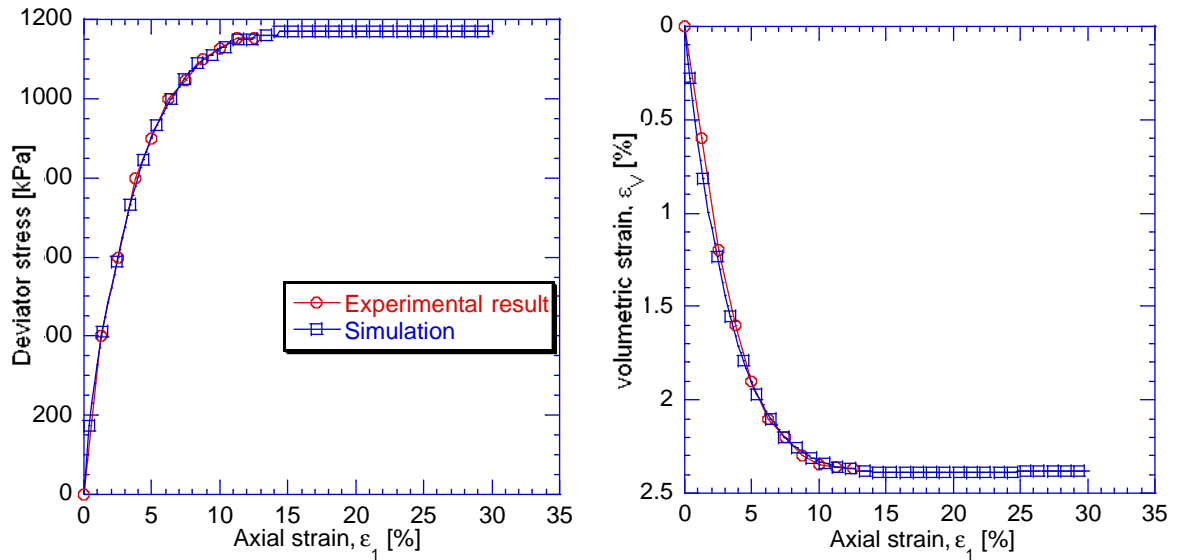 1200
1000
200
0
Deviator stress [kPa]
0 5 10 15 20 25 30 35
Axial strain, ε1 [%]
Experimental result
Simulation
0
0.5
1
1.5
2
2.5
volumetric strain, εV [%]
0 5 10 15 20 25 30 35
Axial strain, ε1 [%]